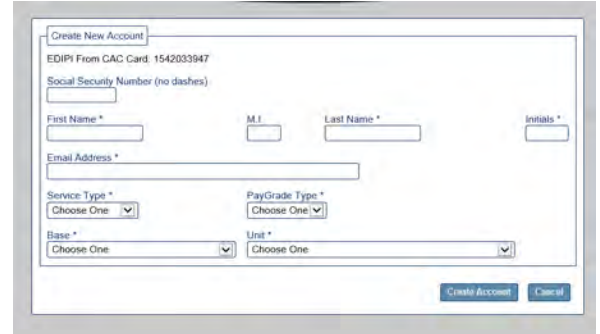 Create New Account
EDIPI From CAC Card: 1542033947
Social Security Number (no dashes)
First Name * M.I Last Name * Initials *
Email Address *
Service Type * PayGrade Type *
Choose One Choose One
Base * Unit *
Choose One Choose One
Create Account Cancel